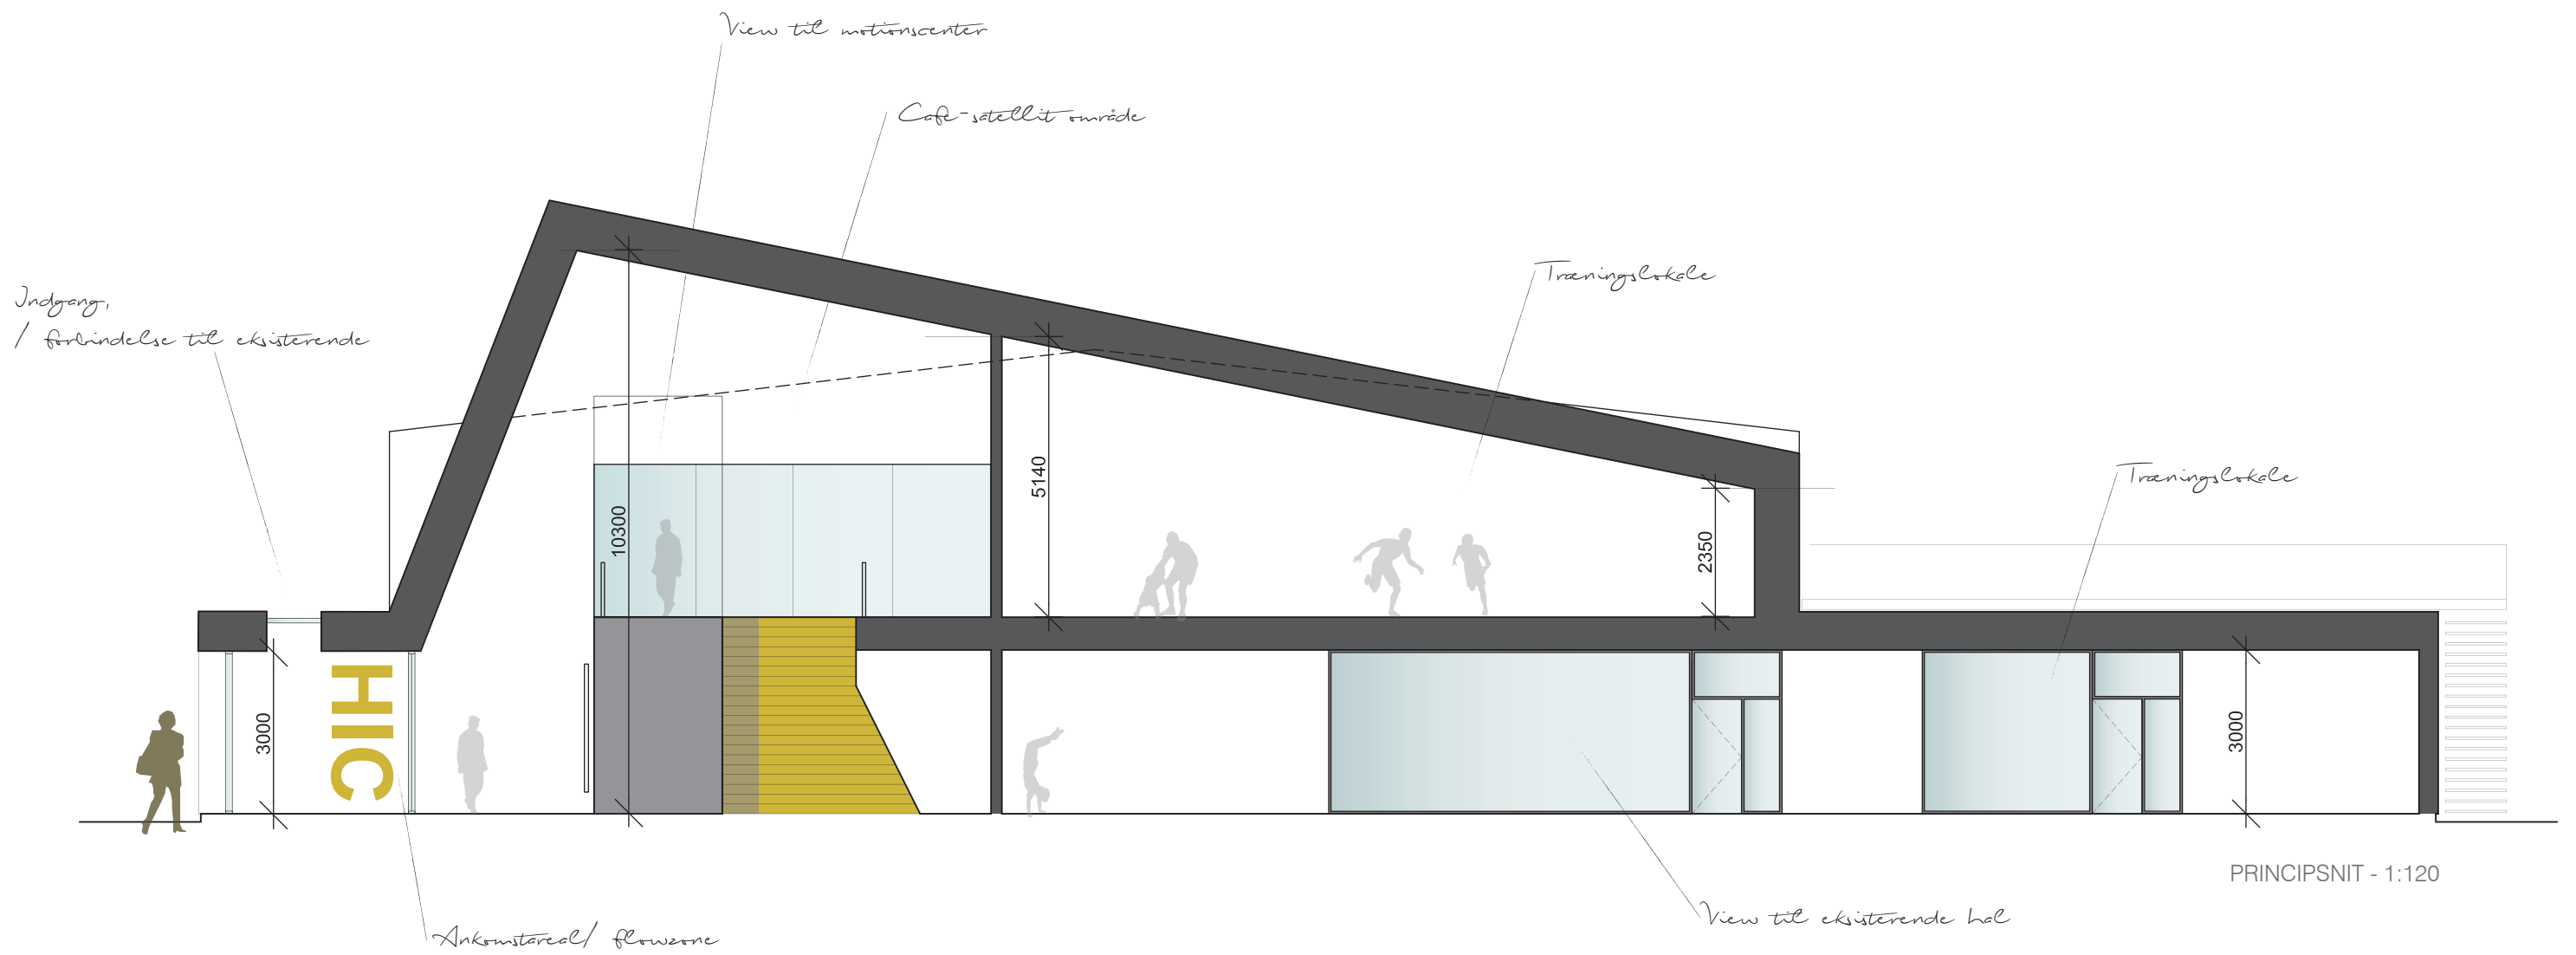 View til motionscenter
Cafe-satellit område
Træningslokale
Indgang,
/ forbindelse til eksisterende
Træningslokale
10300
5140
2350
3000
HIC
3000
PRINCIPSNIT - 1:120
View til eksisterende hal
Ankomstareal/ flowzone